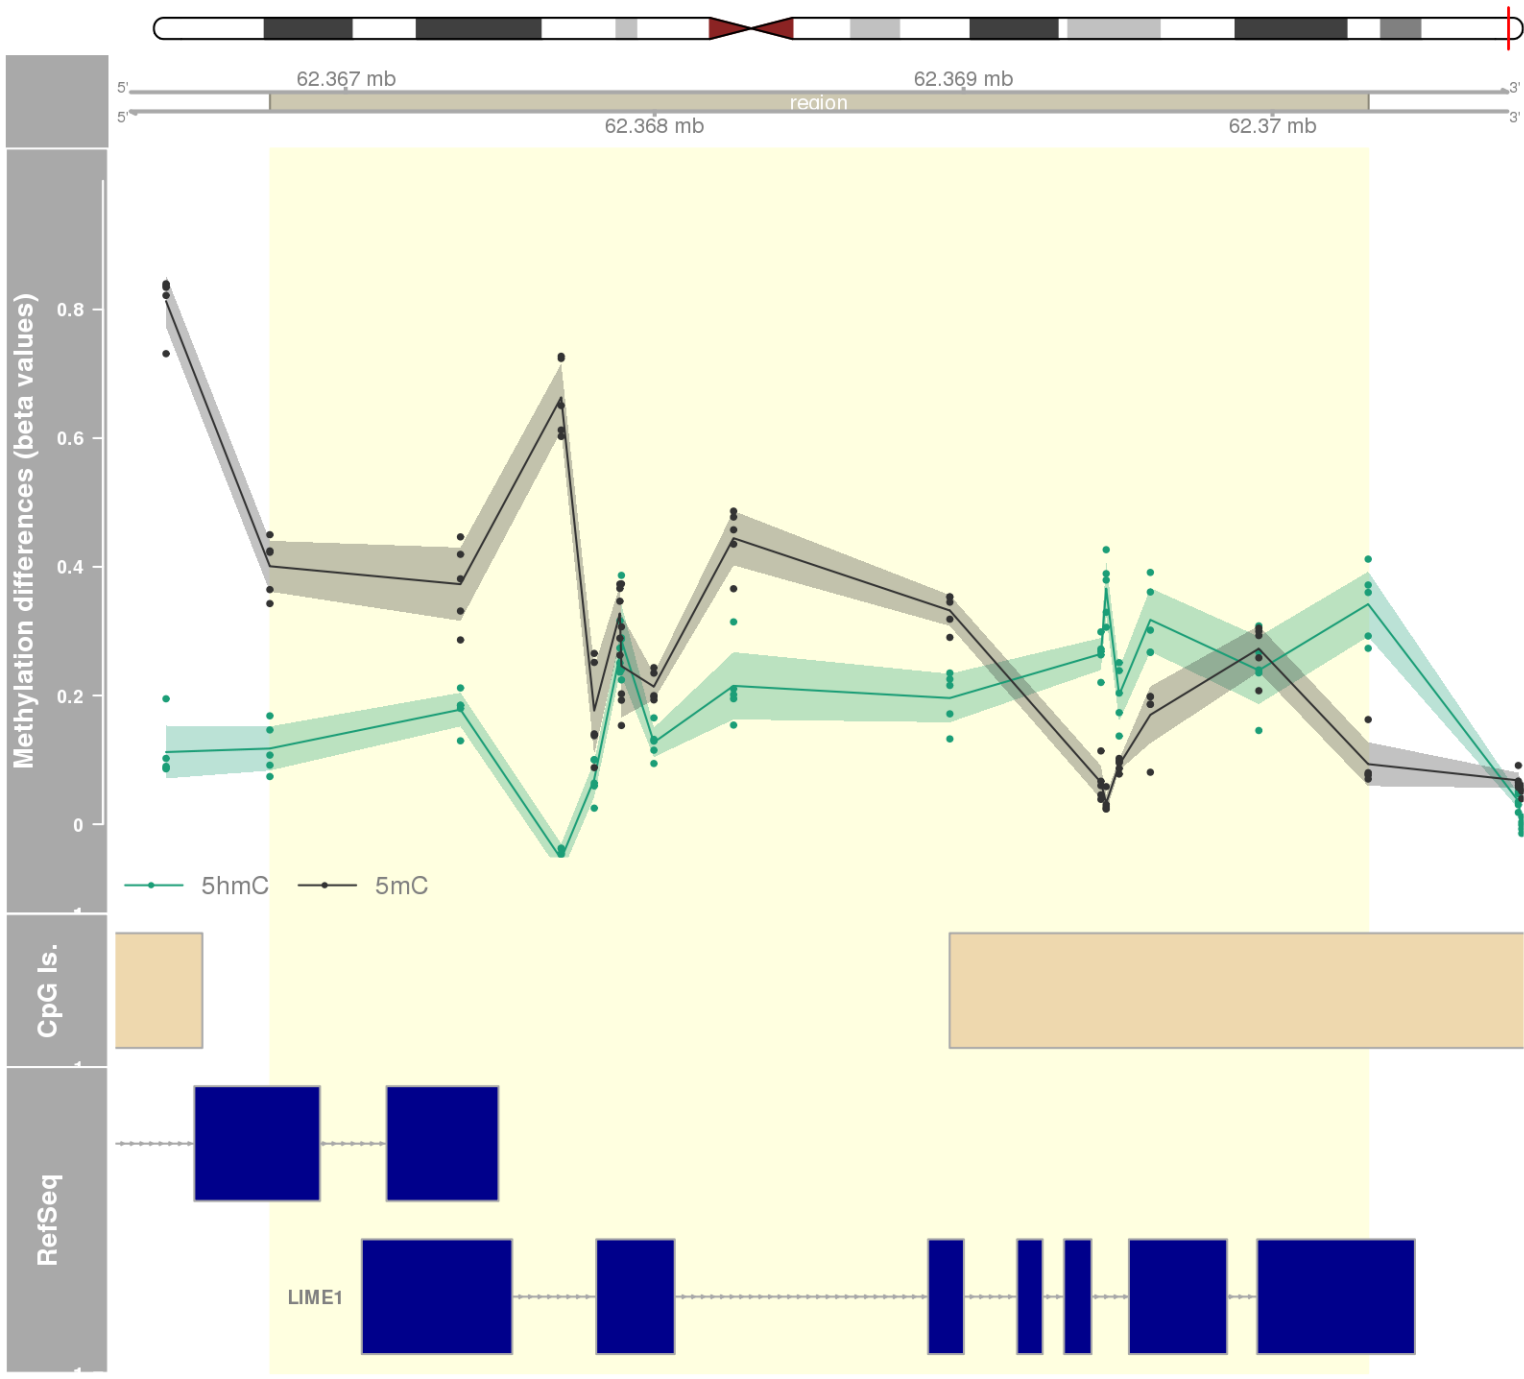 62.367 mb
62.369 mb
5'
3'
region
5'
3'
62.368 mb
62.37 mb
Methylation differences (beta values)
0.8
0.6
0.4
0.2
0
5hmC
5mC
CpG Is.
RefSeq
LIME1